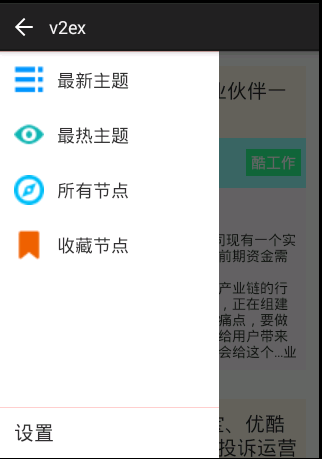 v2ex
最新主题
最热主题
所有节点
收藏节点
设置
业伙伴一
酷工作
司现有一个实
前期资金需
产业链的行
，正在组建
痛点，要做
给用户带来
会给这个...业
宝、优酷
投诉运营